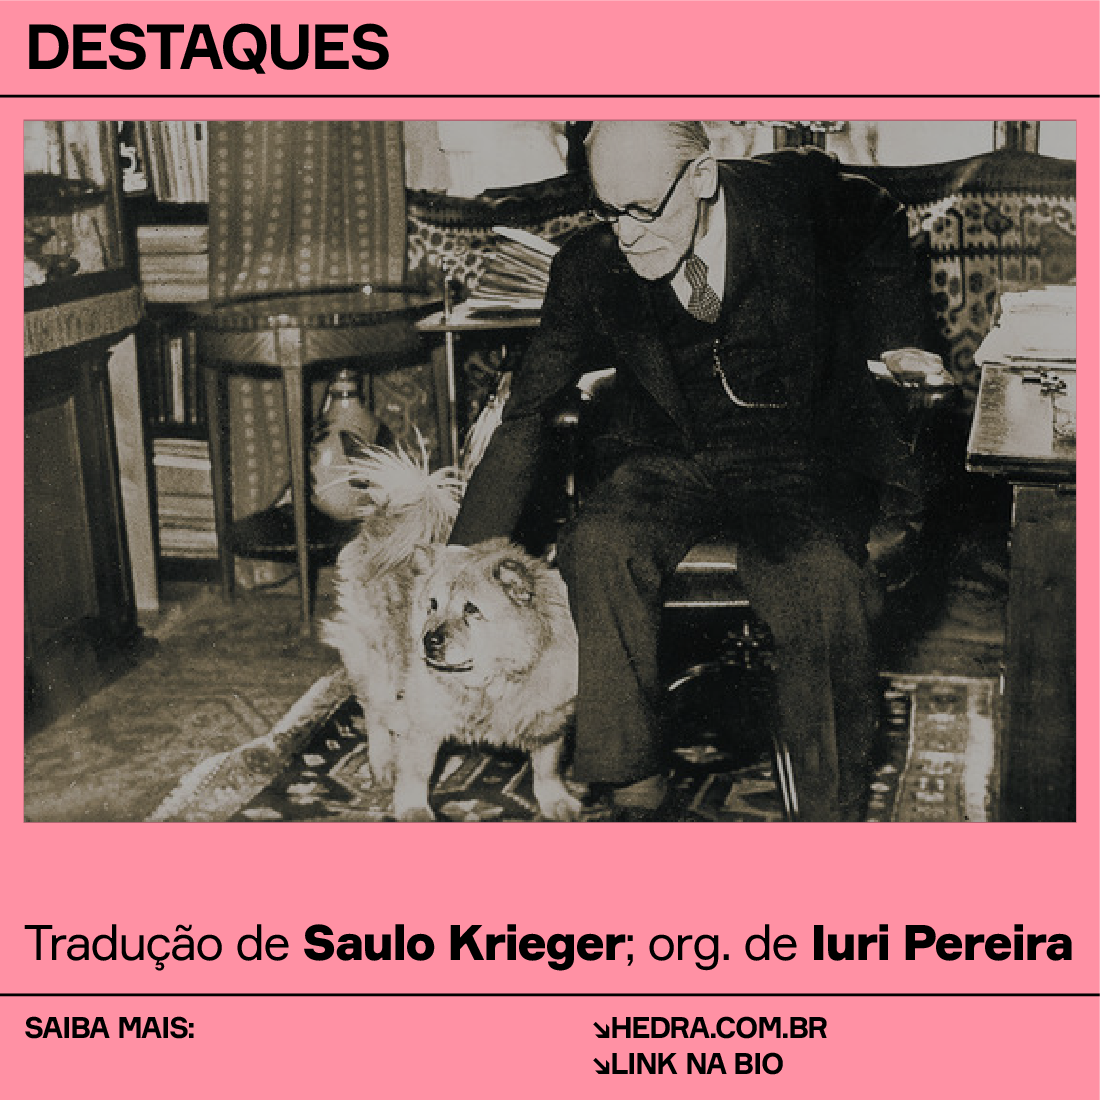 DESTAQUES
Tradução de Saulo Krieger; org. de Iuri Pereira
SAIBA MAIS:
↘HEDRA.COM.BR
↘LINK NA BIO